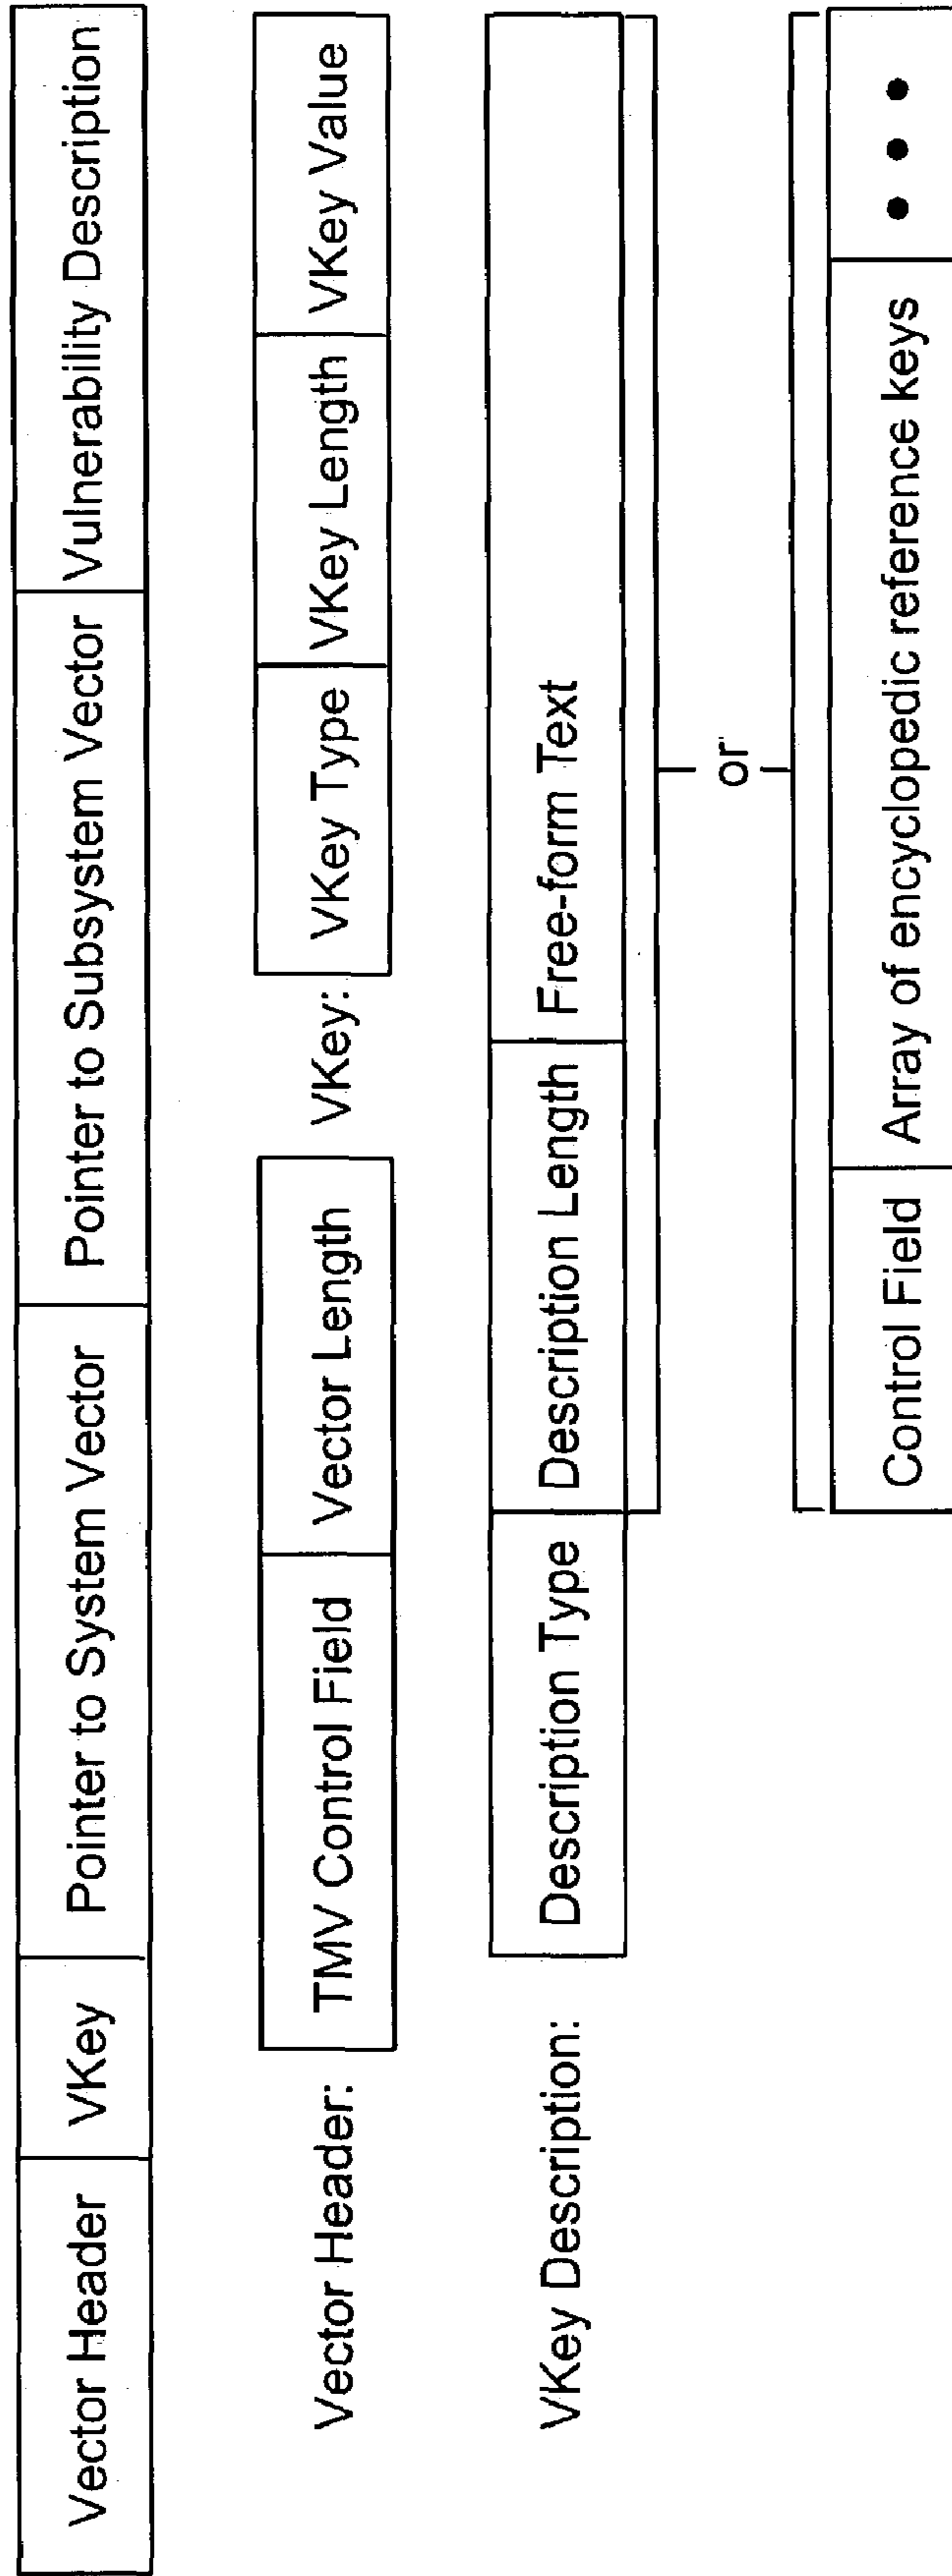 Vector Header VKey Pointer to System Vector Pointer to Subsystem Vector Vulnerability Description
Vector Header: TMV Control Field Vector Length VKey: VKey Type VKey Length VKey Value
VKey Description: Description Type Description Length Free-form Text
or
Control Field Array of encyclopedic reference keys • • •